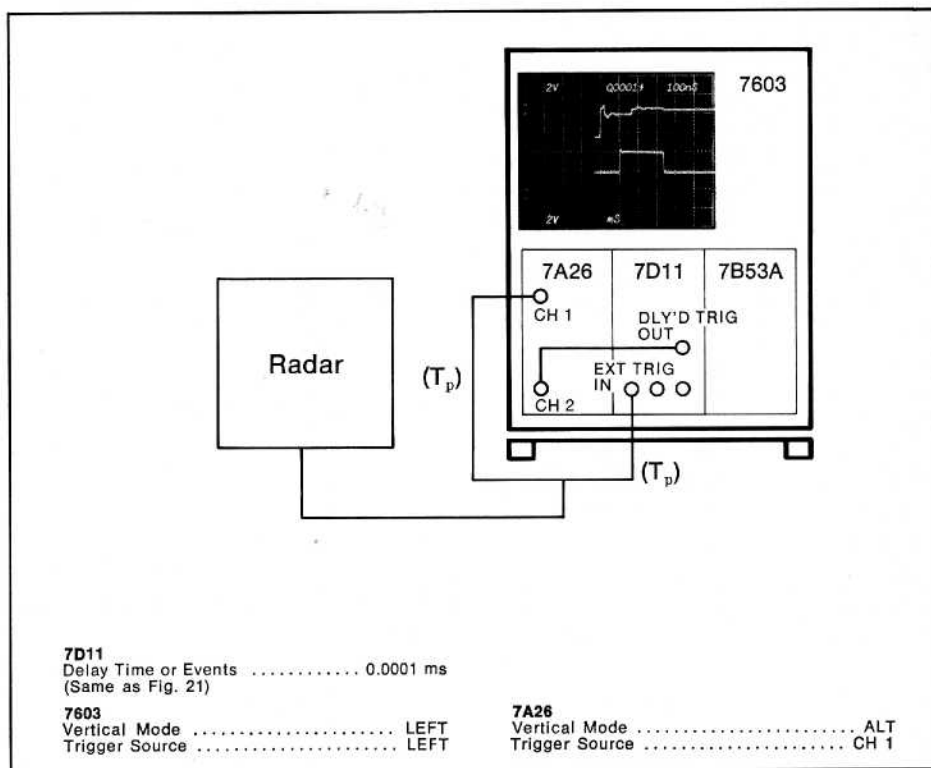 2V Q0001↑ 100nS
2V mS
7603
7A26
7D11
7B53A
CH 1
DLY'D TRIG
OUT
EXT TRIG
IN
CH 2
Radar
(Tp)
(Tp)
7D11
Delay Time or Events ............ 0.0001 ms
(Same as Fig. 21)
7603
Vertical Mode ...................... LEFT
Trigger Source ..................... LEFT
7A26
Vertical Mode ........................... ALT
Trigger Source ...................... CH 1